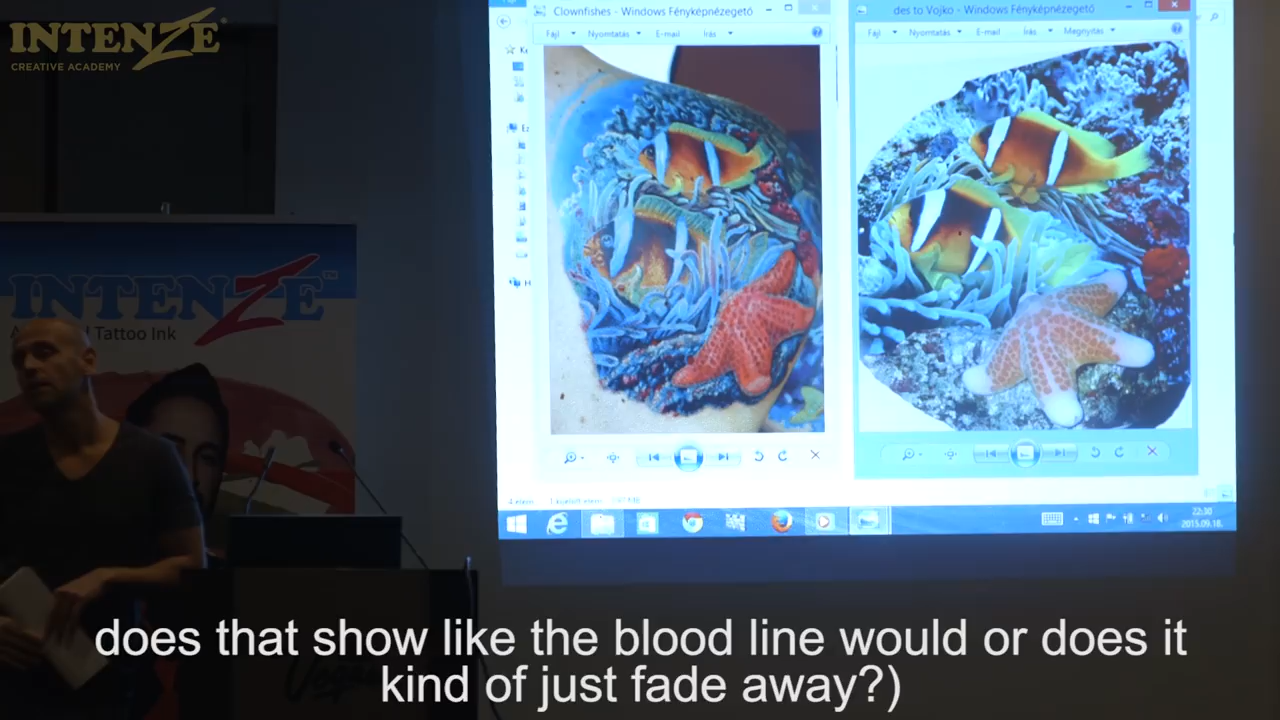 INTENZE
CREATIVE ACADEMY
Clownfishes - Windows Fényképnézegető
Fájl Nyomtatás E-mail Írás
des to Vojko - Windows Fényképnézegető
Fájl Nyomtatás E-mail Írás Megnyitás
INTENZE™
Tattoo Ink
22:30
2015.09.18.
does that show like the blood line would or does it
kind of just fade away?)